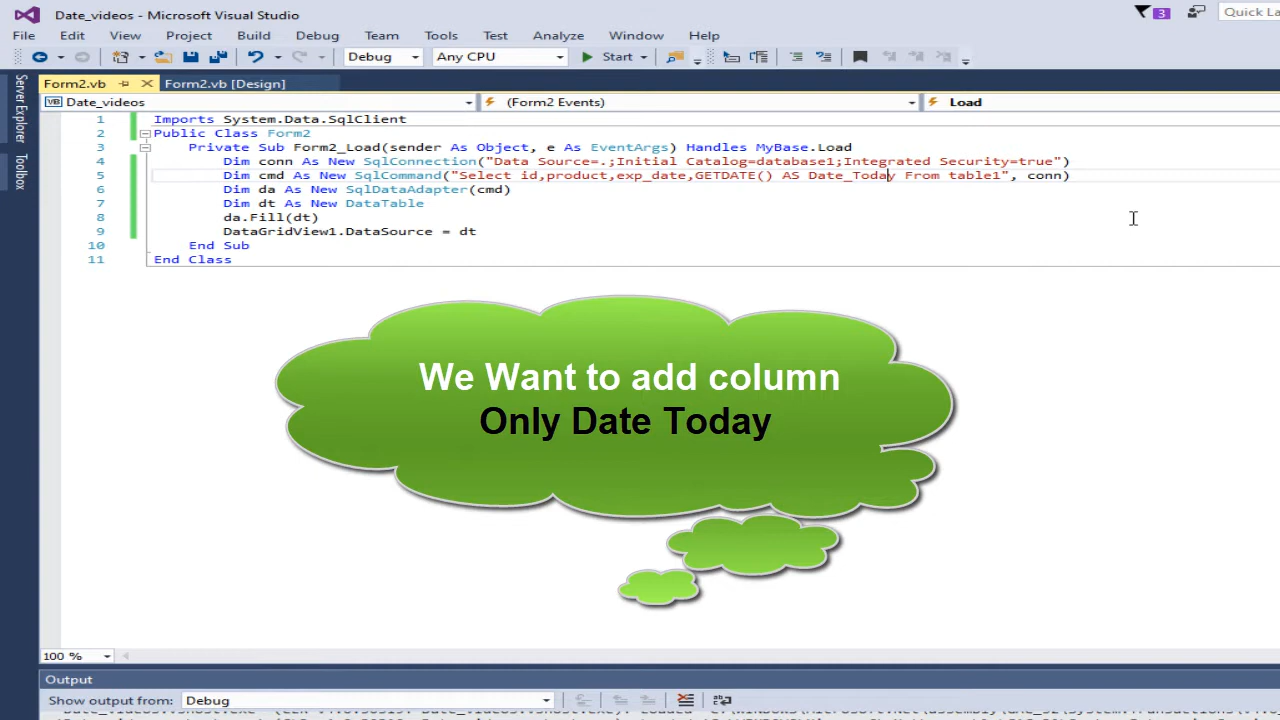 Date_videos - Microsoft Visual Studio
3
Quick La
File Edit View Project Build Debug Team Tools Test Analyze Window Help
Debug Any CPU Start
Server Explorer
Toolbox
Form2.vb Form2.vb [Design]
VB Date_videos (Form2 Events) Load
1 Imports System.Data.SqlClient
2 Public Class Form2
3 Private Sub Form2_Load(sender As Object, e As EventArgs) Handles MyBase.Load
4 Dim conn As New SqlConnection("Data Source=.;Initial Catalog=database1;Integrated Security=true")
5 Dim cmd As New SqlCommand("Select id,product,exp_date,GETDATE() AS Date_Today From table1", conn)
6 Dim da As New SqlDataAdapter(cmd)
7 Dim dt As New DataTable
8 da.Fill(dt)
9 DataGridView1.DataSource = dt
10 End Sub
11 End Class
We Want to add column
Only Date Today
100 %
Output
Show output from: Debug